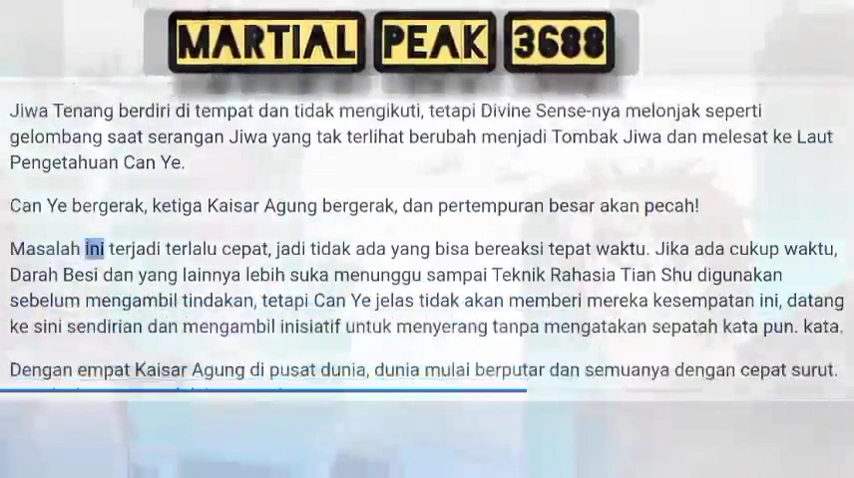 MARTIAL PEAK 3688
Jiwa Tenang berdiri di tempat dan tidak mengikuti, tetapi Divine Sense-nya melonjak seperti
gelombang saat serangan Jiwa yang tak terlihat berubah menjadi Tombak Jiwa dan melesat ke Laut
Pengetahuan Can Ye.
Can Ye bergerak, ketiga Kaisar Agung bergerak, dan pertempuran besar akan pecah!
Masalah ini terjadi terlalu cepat, jadi tidak ada yang bisa bereaksi tepat waktu. Jika ada cukup waktu,
Darah Besi dan yang lainnya lebih suka menunggu sampai Teknik Rahasia Tian Shu digunakan
sebelum mengambil tindakan, tetapi Can Ye jelas tidak akan memberi mereka kesempatan ini, datang
ke sini sendirian dan mengambil inisiatif untuk menyerang tanpa mengatakan sepatah kata pun. kata.
Dengan empat Kaisar Agung di pusat dunia, dunia mulai berputar dan semuanya dengan cepat surut.